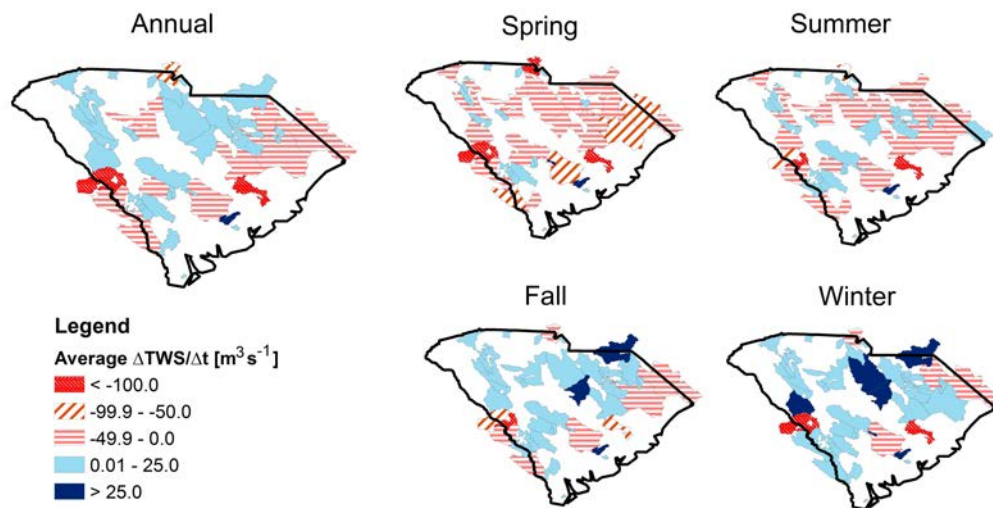 Annual
Spring
Summer
Fall
Winter
Legend
Average ΔTWS/Δt [m³ s⁻¹]
< -100.0
-99.9 - -50.0
-49.9 - 0.0
0.01 - 25.0
> 25.0